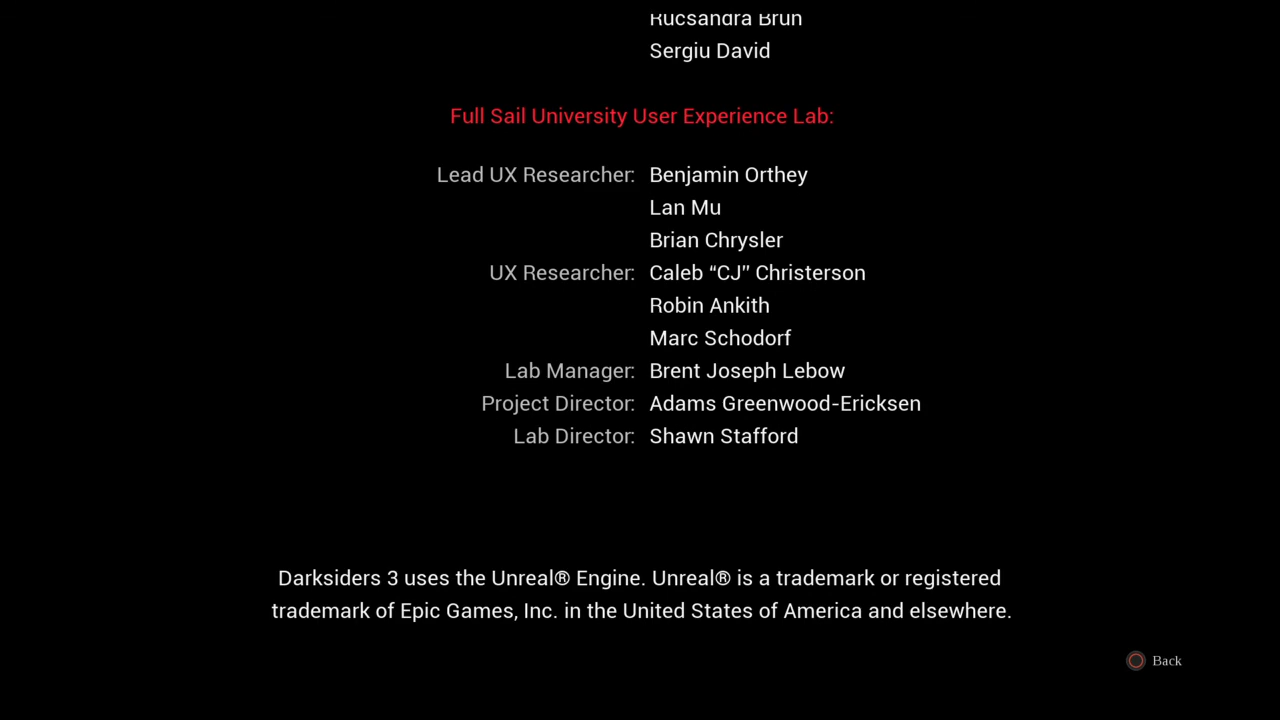 Rucsandra Brun
Sergiu David
Full Sail University User Experience Lab:
Lead UX Researcher: Benjamin Orthey
Lan Mu
Brian Chrysler
UX Researcher: Caleb “CJ” Christerson
Robin Ankith
Marc Schodorf
Lab Manager: Brent Joseph Lebow
Project Director: Adams Greenwood-Ericksen
Lab Director: Shawn Stafford
Darksiders 3 uses the Unreal® Engine. Unreal® is a trademark or registered
trademark of Epic Games, Inc. in the United States of America and elsewhere.
Back